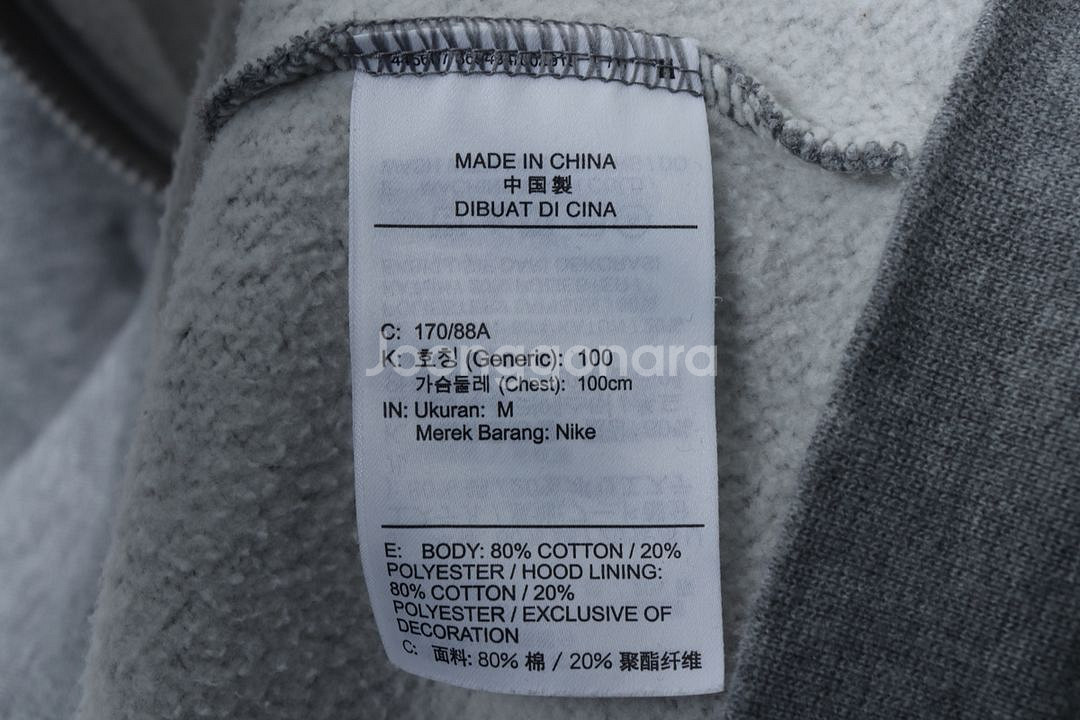 MADE IN CHINA
中国製
DIBUAT DI CINA
C: 170/88A
K: 호칭 (Generic): 100
가슴둘레 (Chest): 100cm
IN: Ukuran: M
Merek Barang: Nike
Joonggonara
E: BODY: 80% COTTON / 20%
POLYESTER / HOOD LINING:
80% COTTON / 20%
POLYESTER / EXCLUSIVE OF
DECORATION
C: 面料: 80% 棉 / 20% 聚酯纤维